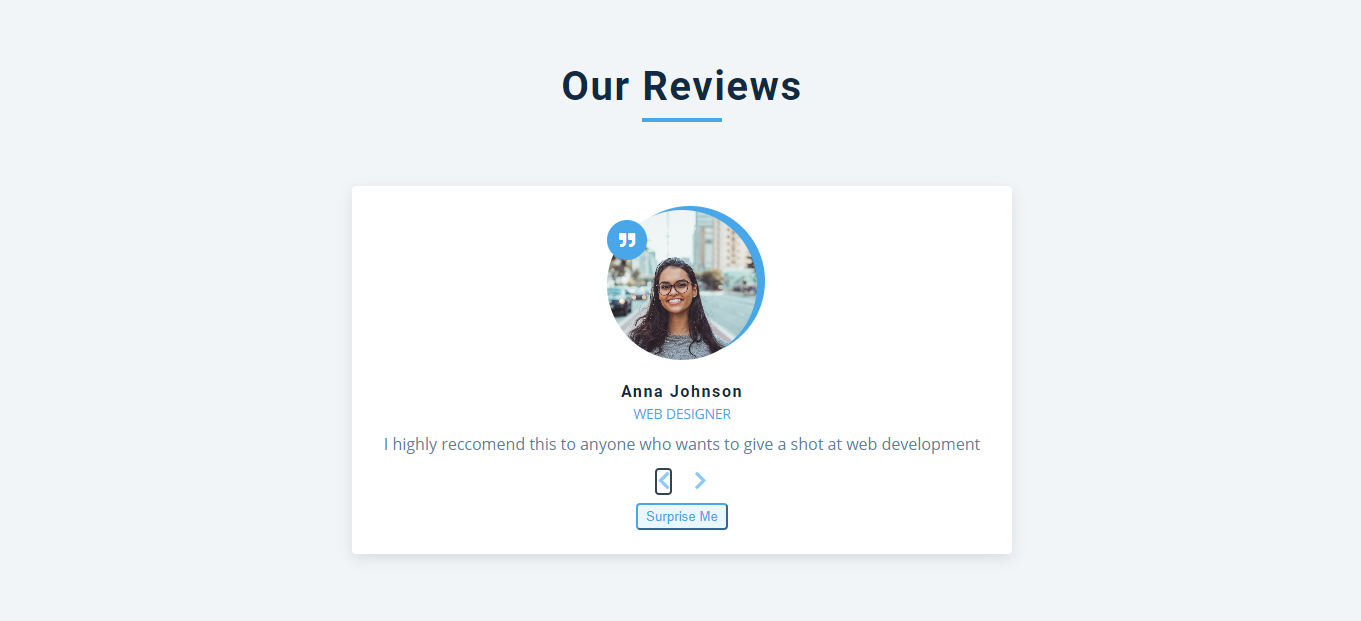 Our Reviews
Anna Johnson
WEB DESIGNER
I highly reccomend this to anyone who wants to give a shot at web development
Surprise Me